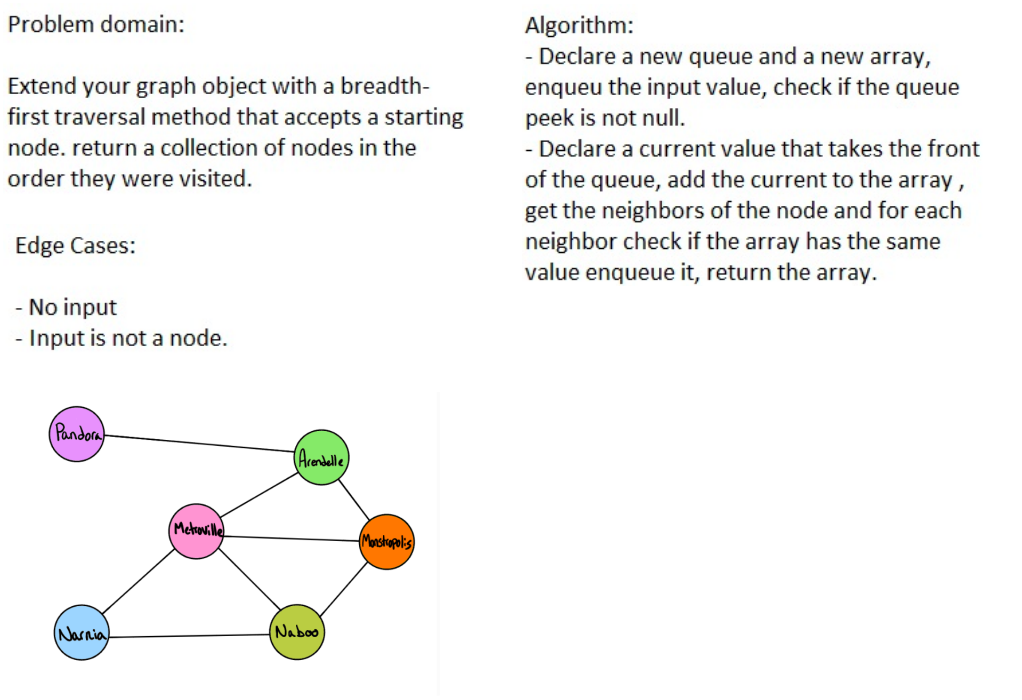 Problem domain:
Extend your graph object with a breadth-
first traversal method that accepts a starting
node. return a collection of nodes in the
order they were visited.
Edge Cases:
- No input
- Input is not a node.
Algorithm:
- Declare a new queue and a new array,
enqueu the input value, check if the queue
peek is not null.
- Declare a current value that takes the front
of the queue, add the current to the array ,
get the neighbors of the node and for each
neighbor check if the array has the same
value enqueue it, return the array.
Pandora
Arendelle
Metroville
Monstropolis
Narnia
Naboo